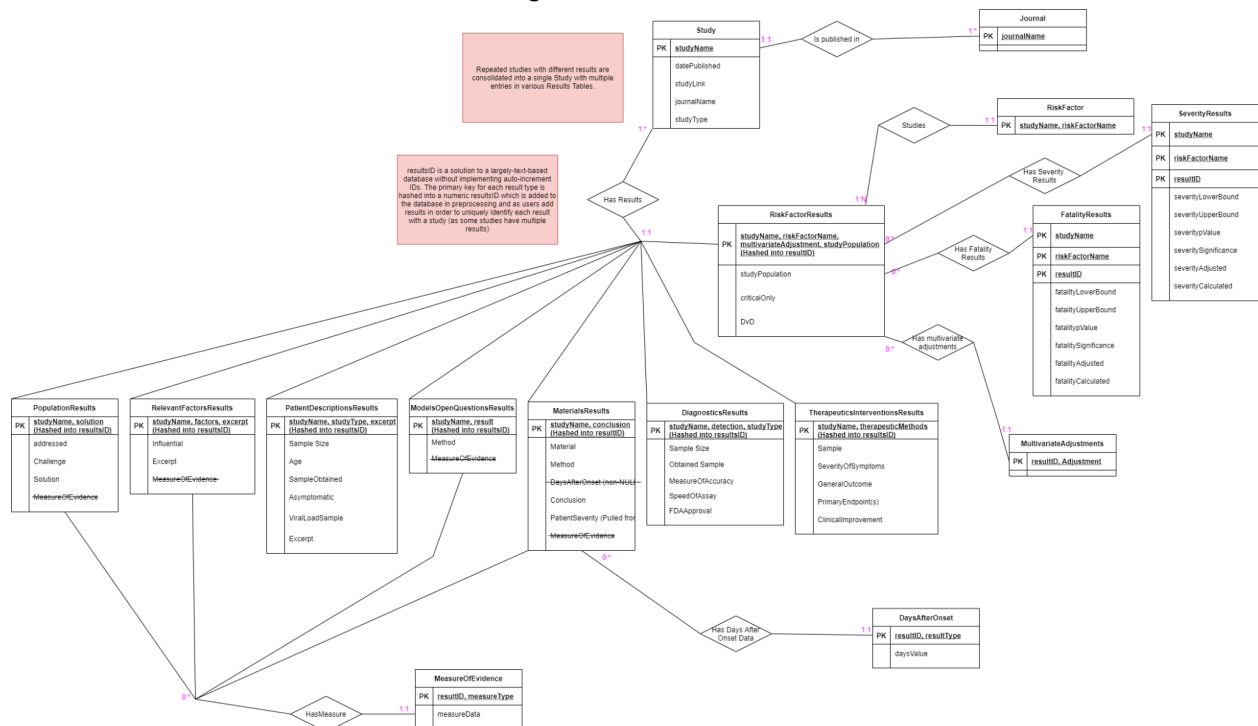 Study
PK studyName
datePublished
studyLink
journalName
studyType
1:1
Is published in
1:*
Journal
PK journalName
Repeated studies with different results are
consolidated into a single Study with multiple
entries in various Results Tables.
resultsID is a solution to a largely-text-based
database without implementing auto-increment
IDs. The primary key for each result type is
hashed into a numeric resultsID which is added to
the database in preprocessing and as users add
results in order to uniquely identify each result
with a study (as some studies have multiple
results)
1:*
Has Results
1:1
Studies
1:1
1:N
RiskFactor
PK studyName, riskFactorName
SeverityResults
1:1
PK studyName
PK riskFactorName
PK resultID
severityLowerBound
severityUpperBound
severitypValue
severitySignificance
severityAdjusted
severityCalculated
Has Severity
Results
0:*
RiskFactorResults
PK studyName, riskFactorName,
multivariateAdjustment, studyPopulation
(Hashed into resultID)
studyPopulation
criticalOnly
DvD
Has Fatality
Results
0:*
1:1
FatalityResults
PK studyName
PK riskFactorName
PK resultID
fatalityLowerBound
fatalityUpperBound
fatalitypValue
fatalitySignificance
fatalityAdjusted
fatalityCalculated
Has multivariate
adjustments
0:*
1:1
MultivariateAdjustments
PK resultID, Adjustment
PopulationResults
PK studyName, solution
(Hashed into resultsID)
addressed
Challenge
Solution
MeasureOfEvidence
RelevantFactorsResults
PK studyName, factors, excerpt
(Hashed into resultsID)
Influential
Excerpt
MeasureOfEvidence
PatientDescriptionsResults
PK studyName, studyType, excerpt
(Hashed into resultsID)
Sample Size
Age
SampleObtained
Asymptomatic
ViralLoadSample
Excerpt
ModelsOpenQuestionsResults
PK studyName, result
(Hashed into resultsID)
Method
MeasureOfEvidence
MaterialsResults
PK studyName, conclusion
(Hashed into resultID)
Material
Method
DaysAfterOnset (non-NULL
Conclusion
PatientSeverity (Pulled from
MeasureOfEvidence
DiagnosticsResults
PK studyName, detection, studyType
(Hashed into resultsID)
Sample Size
Obtained Sample
MeasureOfAccuracy
SpeedOfAssay
FDAApproval
TherapeuticsInterventionsResults
PK studyName, therapeuticMethods
(Hashed into resultsID)
Sample
SeverityOfSymptoms
GeneralOutcome
PrimaryEndpoint(s)
ClinicalImprovement
0:*
Has Days After
Onset Data
1:1
DaysAfterOnset
PK resultID, resultType
daysValue
0:*
HasMeasure
1:1
MeasureOfEvidence
PK resultID, measureType
measureData